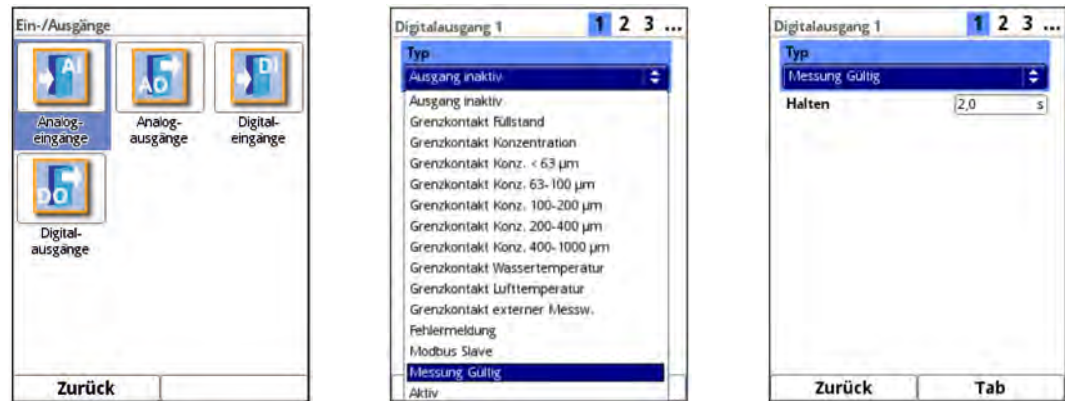 Ein-/Ausgänge
AI
AO
DI
Analog-
eingänge
Analog-
ausgänge
Digital-
eingänge
DO
Digital-
ausgänge
Zurück
Digitalausgang 1
1 2 3 ...
Typ
Ausgang inaktiv
Ausgang inaktiv
Grenzkontakt Füllstand
Grenzkontakt Konzentration
Grenzkontakt Konz. < 63 µm
Grenzkontakt Konz. 63-100 µm
Grenzkontakt Konz. 100-200 µm
Grenzkontakt Konz. 200-400 µm
Grenzkontakt Konz. 400-1000 µm
Grenzkontakt Wassertemperatur
Grenzkontakt Lufttemperatur
Grenzkontakt externer Messw.
Fehlermeldung
Modbus Slave
Messung Gültig
Aktiv
Digitalausgang 1
1 2 3 ...
Typ
Messung Gültig
Halten 2,0 s
Zurück Tab